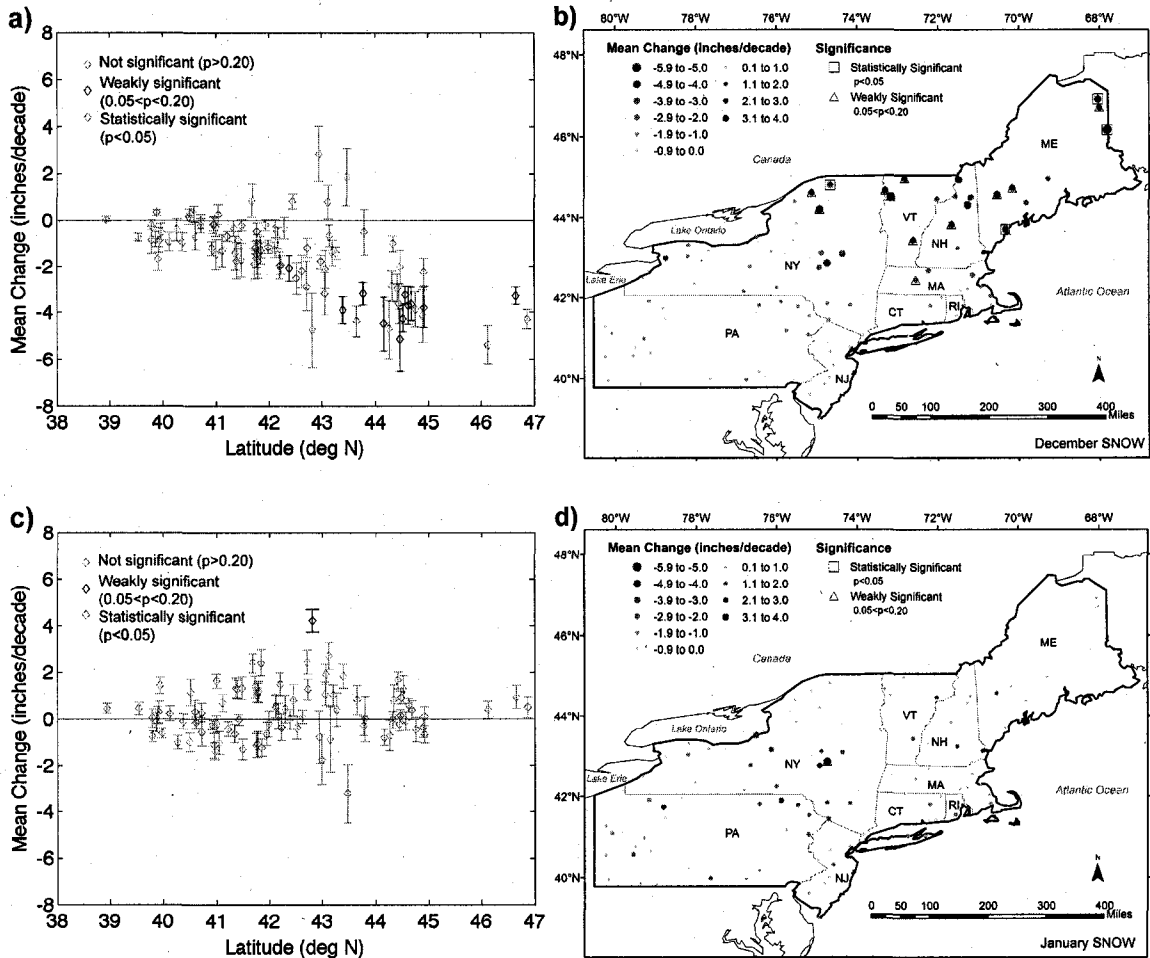 a)
8
6
4
2
0
-2
-4
-6
-8
Mean Change (inches/decade)
Not significant (p>0.20)
Weakly significant
(0.05<p<0.20)
Statistically significant
(p<0.05)
38 39 40 41 42 43 44 45 46 47
Latitude (deg N)
b)
80°W 78°W 76°W 74°W 72°W 70°W 68°W
Mean Change (inches/decade)
-5.9 to -5.0
-4.9 to -4.0
-3.9 to -3.0
-2.9 to -2.0
-1.9 to -1.0
-0.9 to 0.0
0.1 to 1.0
1.1 to 2.0
2.1 to 3.0
3.1 to 4.0
Significance
Statistically Significant
p<0.05
Weakly Significant
0.05<p<0.20
46°N
44°N
42°N
40°N
Canada
ME
Lake Ontario
VT
NH
Lake Erie
NY
MA
Atlantic Ocean
CT
RI
PA
NJ
N
0 50 100 200 300 400
Miles
December SNOW
80°W 78°W 76°W 74°W 72°W 70°W
c)
8
6
4
2
0
-2
-4
-6
-8
Mean Change (inches/decade)
Not significant (p>0.20)
Weakly significant
(0.05<p<0.20)
Statistically significant
(p<0.05)
38 39 40 41 42 43 44 45 46 47
Latitude (deg N)
d)
80°W 78°W 76°W 74°W 72°W 70°W 68°W
Mean Change (inches/decade)
-5.9 to -5.0
-4.9 to -4.0
-3.9 to -3.0
-2.9 to -2.0
-1.9 to -1.0
-0.9 to 0.0
0.1 to 1.0
1.1 to 2.0
2.1 to 3.0
3.1 to 4.0
Significance
Statistically Significant
p<0.05
Weakly Significant
0.05<p<0.20
46°N
44°N
42°N
40°N
Canada
ME
Lake Ontario
VT
NH
Lake Erie
NY
MA
Atlantic Ocean
CT
RI
PA
NJ
N
0 50 100 200 300 400
Miles
January SNOW
80°W 78°W 76°W 74°W 72°W 70°W